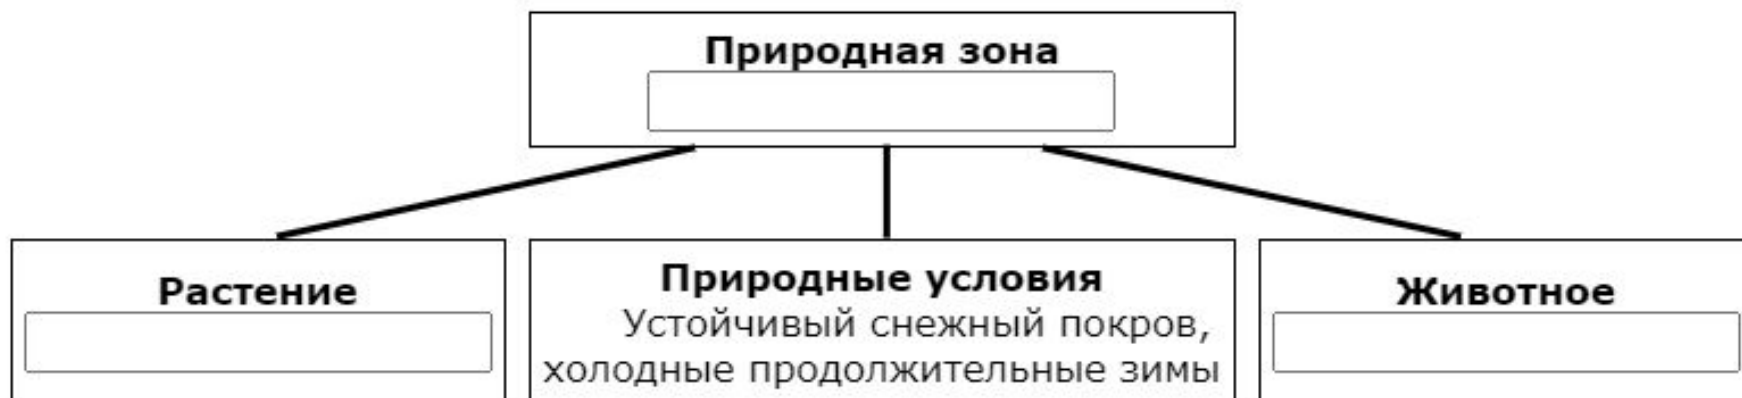 Природная зона
Растение
Природные условия
Устойчивый снежный покров,
холодные продолжительные зимы
Животное